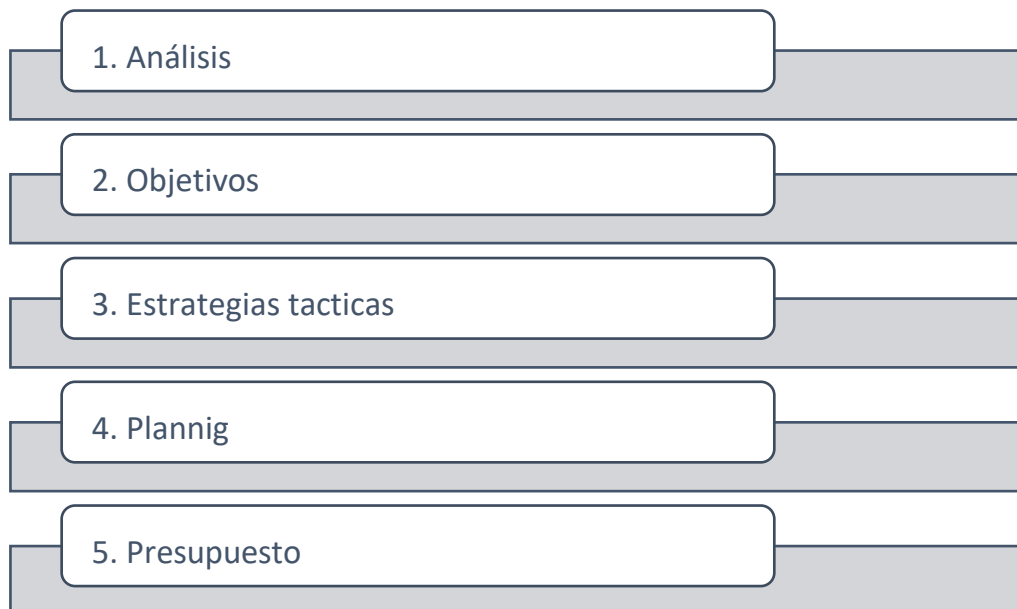 1. Análisis
2. Objetivos
3. Estrategias tacticas
4. Plannig
5. Presupuesto